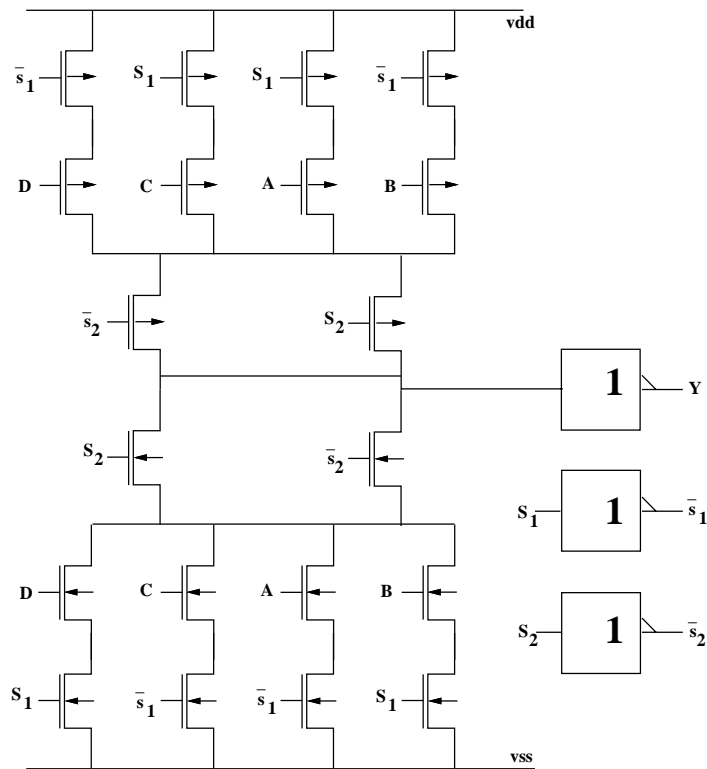 vdd
s̅1 S1 S1 s̅1
D C A B
s̅2 S2
1 Y
S2 s̅2
S1 1 s̅1
D C A B
S2 1 s̅2
S1 s̅1 s̅1 S1
vss